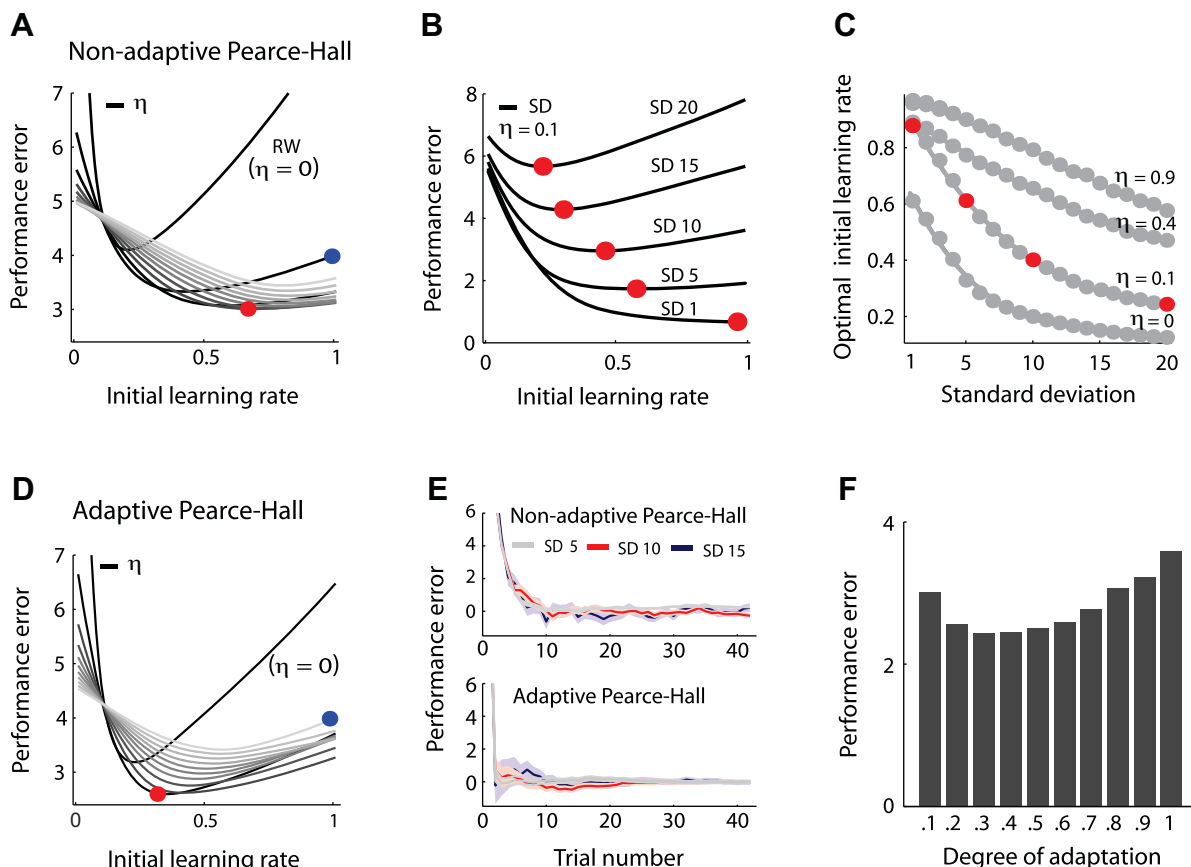 A
Non-adaptive Pearce-Hall
7
6
5
4
3
0
0.5
1
η
RW
(η = 0)
Performance error
Initial learning rate
B
8
6
4
2
0
0
0.5
1
SD
η = 0.1
SD 20
SD 15
SD 10
SD 5
SD 1
Performance error
Initial learning rate
C
0.8
0.6
0.4
0.2
1
5
10
15
20
η = 0.9
η = 0.4
η = 0.1
η = 0
Optimal initial learning rate
Standard deviation
D
Adaptive Pearce-Hall
7
6
5
4
3
0
0.5
1
η
(η = 0)
Performance error
Initial learning rate
E
Non-adaptive Pearce-Hall
SD 5
SD 10
SD 15
6
4
2
0
0
10
20
30
40
Adaptive Pearce-Hall
6
4
2
0
0
10
20
30
40
Performance error
Trial number
F
4
2
0
.1
.2
.3
.4
.5
.6
.7
.8
.9
1
Performance error
Degree of adaptation